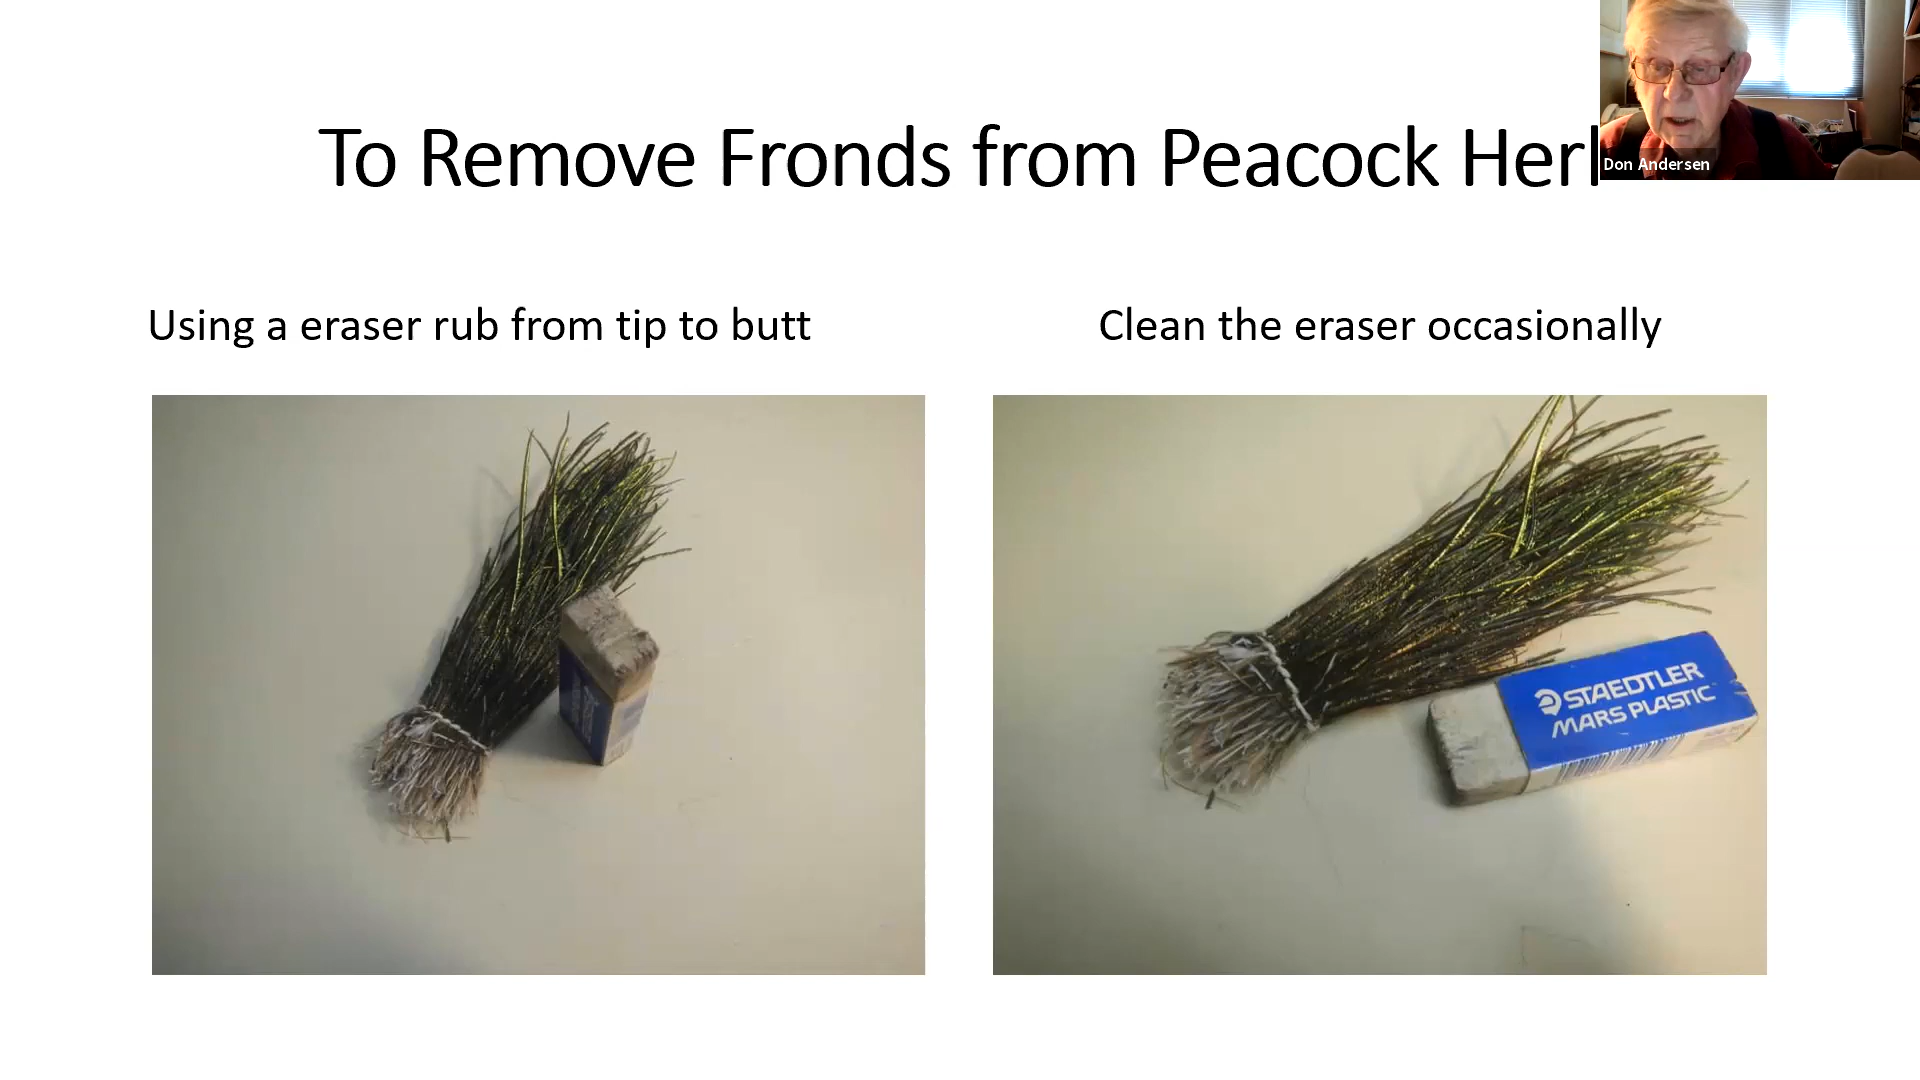 To Remove Fronds from Peacock Herl
Don Andersen
Using a eraser rub from tip to butt
Clean the eraser occasionally
STAEDTLER
MARS PLASTIC